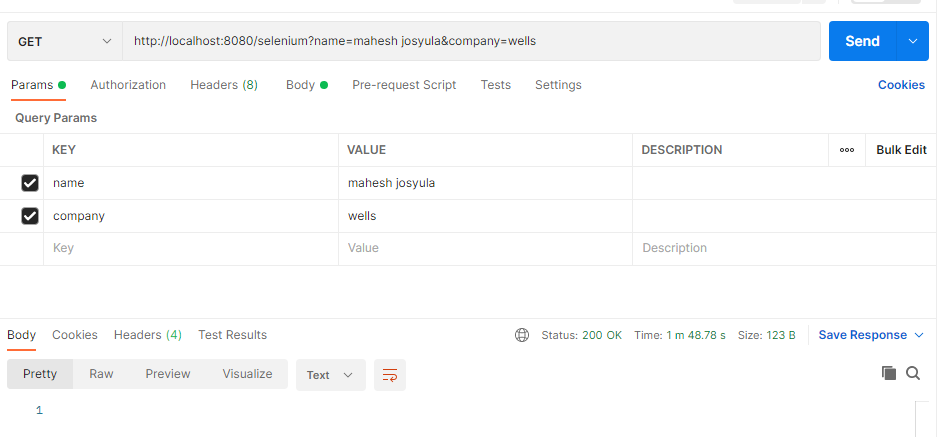 GET http://localhost:8080/selenium?name=mahesh josyula&company=wells Send
Params Authorization Headers (8) Body Pre-request Script Tests Settings Cookies
Query Params
KEY VALUE DESCRIPTION ooo Bulk Edit
name mahesh josyula
company wells
Key Value Description
Body Cookies Headers (4) Test Results Status: 200 OK Time: 1 m 48.78 s Size: 123 B Save Response
Pretty Raw Preview Visualize Text
1